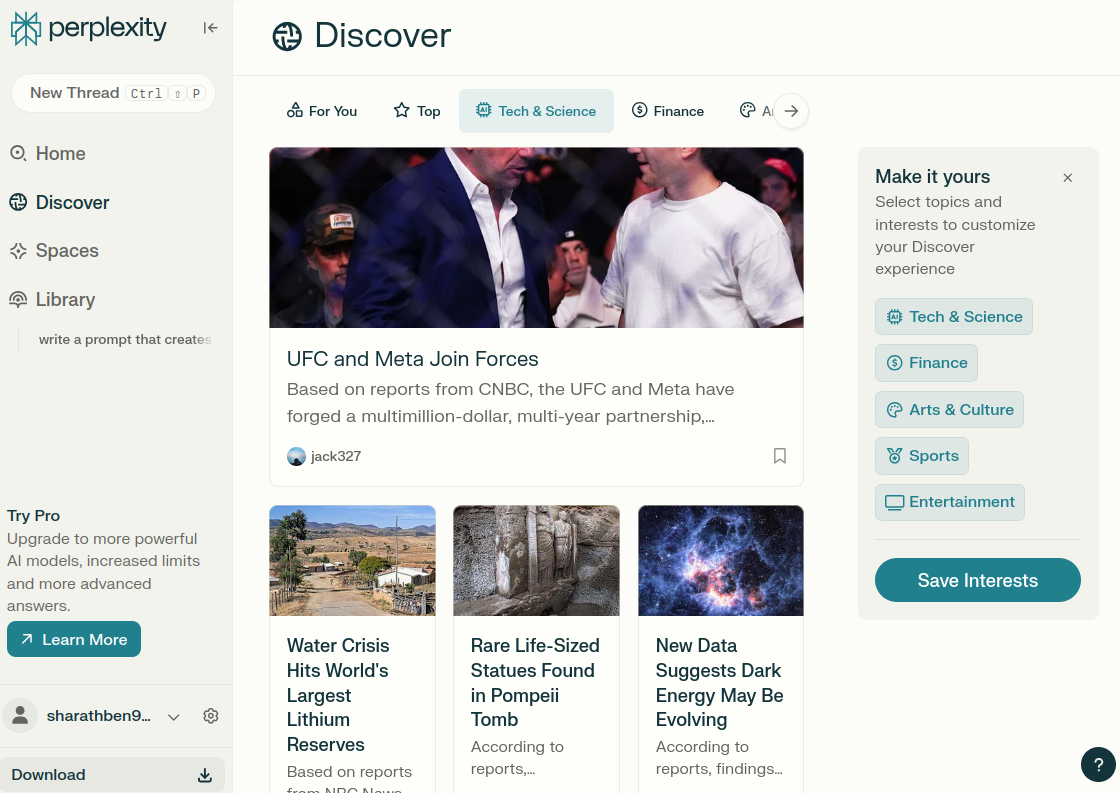 perplexity
New Thread Ctrl ⇧ P
Home
Discover
Spaces
Library
write a prompt that creates
Try Pro
Upgrade to more powerful
AI models, increased limits
and more advanced
answers.
Learn More
sharathben9...
Download
Discover
For You
Top
Tech & Science
Finance
UFC and Meta Join Forces
Based on reports from CNBC, the UFC and Meta have
forged a multimillion-dollar, multi-year partnership,...
jack327
Water Crisis
Hits World's
Largest
Lithium
Reserves
Based on reports
from NBC News
Rare Life-Sized
Statues Found
in Pompeii
Tomb
According to
reports,...
New Data
Suggests Dark
Energy May Be
Evolving
According to
reports, findings...
Make it yours
Select topics and
interests to customize
your Discover
experience
Tech & Science
Finance
Arts & Culture
Sports
Entertainment
Save Interests
?